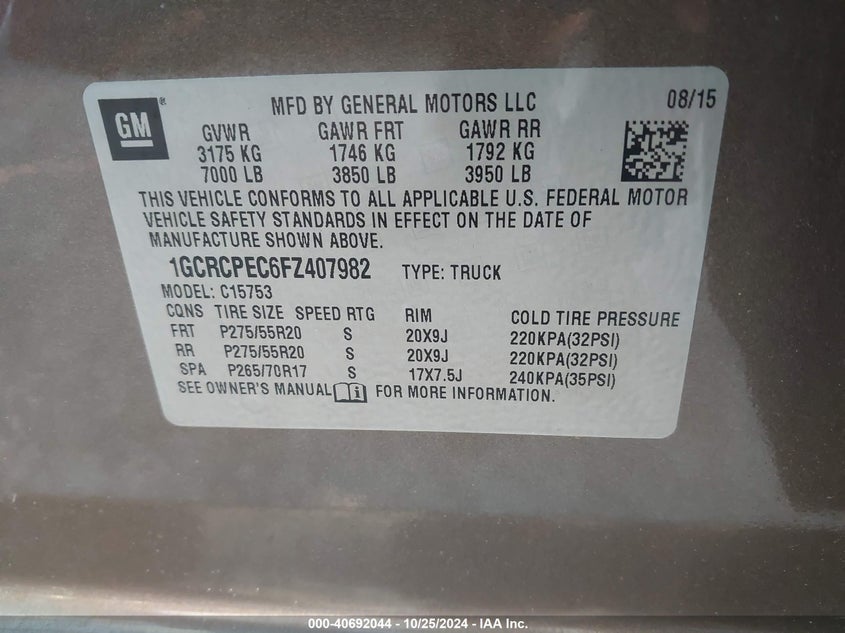 GM
MFD BY GENERAL MOTORS LLC 08/15
GVWR GAWR FRT GAWR RR
3175 KG 1746 KG 1792 KG
7000 LB 3850 LB 3950 LB
THIS VEHICLE CONFORMS TO ALL APPLICABLE U.S. FEDERAL MOTOR
VEHICLE SAFETY STANDARDS IN EFFECT ON THE DATE OF
MANUFACTURE SHOWN ABOVE.
1GCRCPEC6FZ407982 TYPE: TRUCK
MODEL: C15753
CQNS TIRE SIZE SPEED RTG RIM COLD TIRE PRESSURE
FRT P275/55R20 S 20X9J 220KPA(32PSI)
RR P275/55R20 S 20X9J 220KPA(32PSI)
SPA P265/70R17 S 17X7.5J 240KPA(35PSI)
SEE OWNER'S MANUAL FOR MORE INFORMATION.
000-40692044 - 10/25/2024 - IAA Inc.